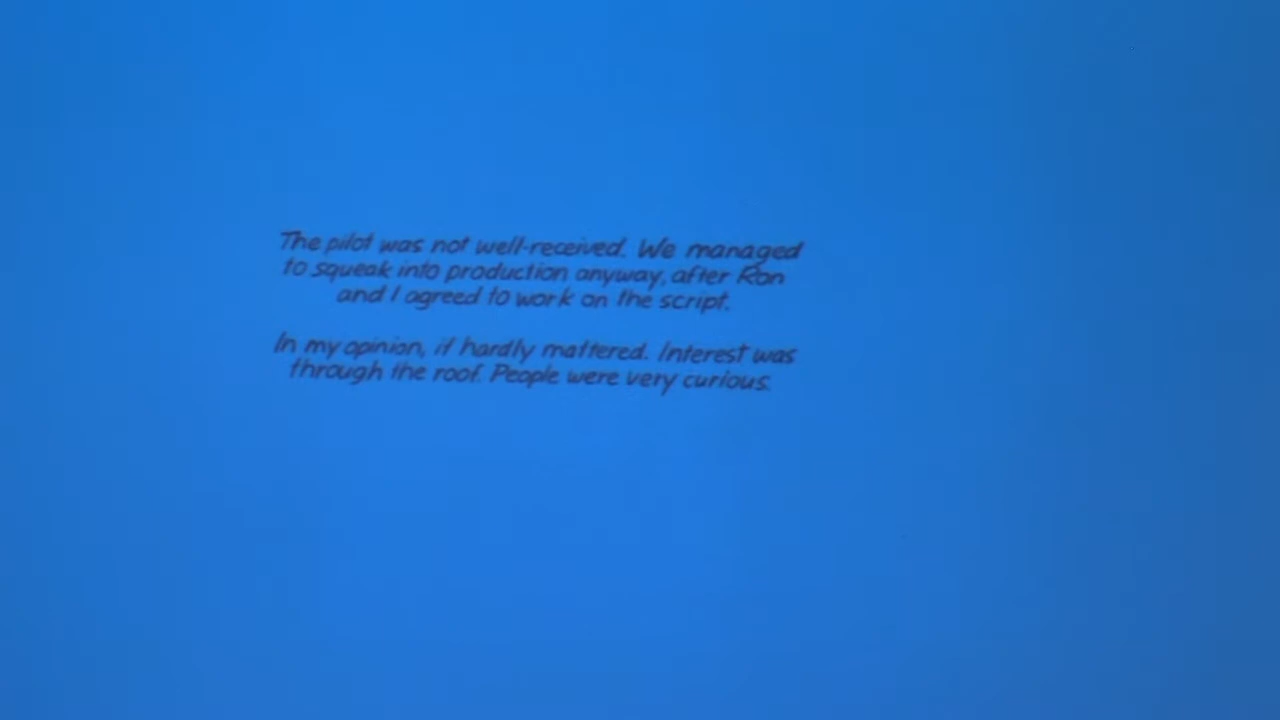 The pilot was not well-received. We managed
to squeak into production anyway, after Ron
and I agreed to work on the script.
In my opinion, it hardly mattered. Interest was
through the roof. People were very curious.